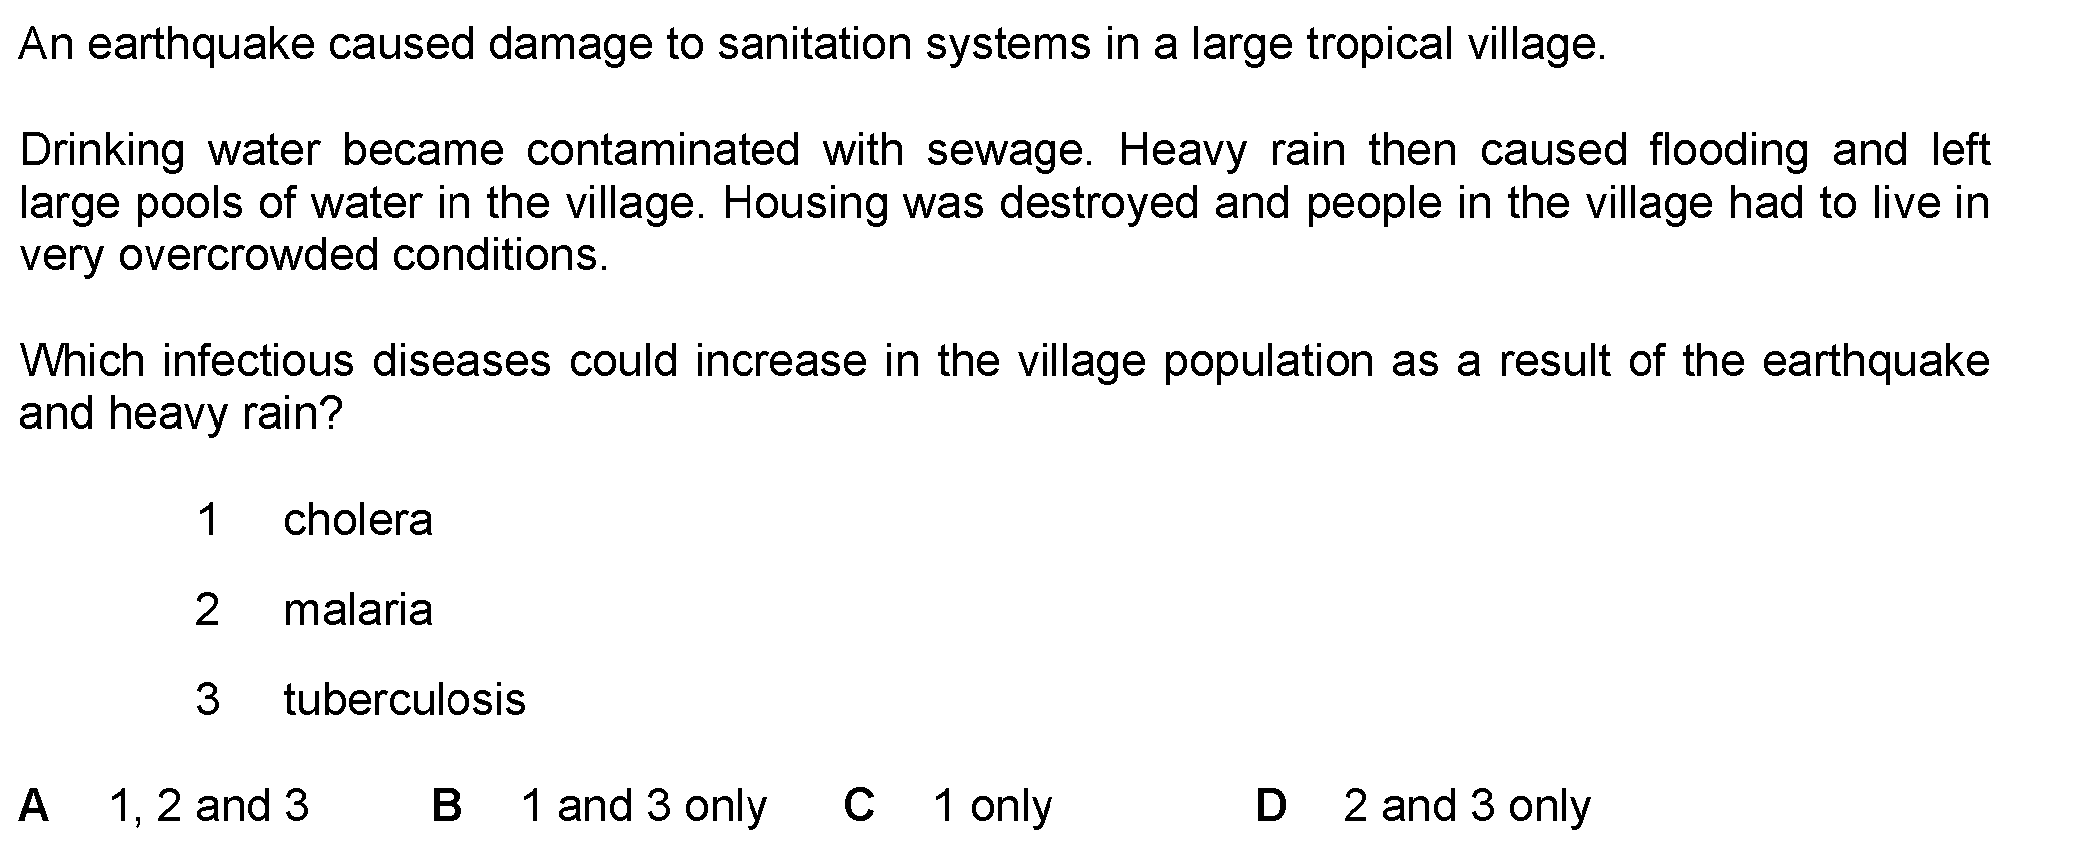 An earthquake caused damage to sanitation systems in a large tropical village.
Drinking water became contaminated with sewage. Heavy rain then caused flooding and left
large pools of water in the village. Housing was destroyed and people in the village had to live in
very overcrowded conditions.
Which infectious diseases could increase in the village population as a result of the earthquake
and heavy rain?
1 cholera
2 malaria
3 tuberculosis
A 1, 2 and 3 B 1 and 3 only C 1 only D 2 and 3 only